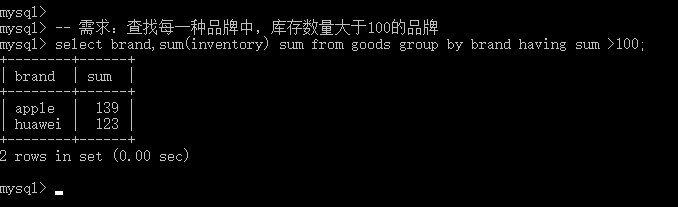 mysql>
mysql> -- 需求：查找每一种品牌中，库存数量大于100的品牌
mysql> select brand,sum(inventory) sum from goods group by brand having sum >100;
+--------+------+
| brand  | sum  |
+--------+------+
| apple  |  139 |
| huawei |  123 |
+--------+------+
2 rows in set (0.00 sec)
mysql>